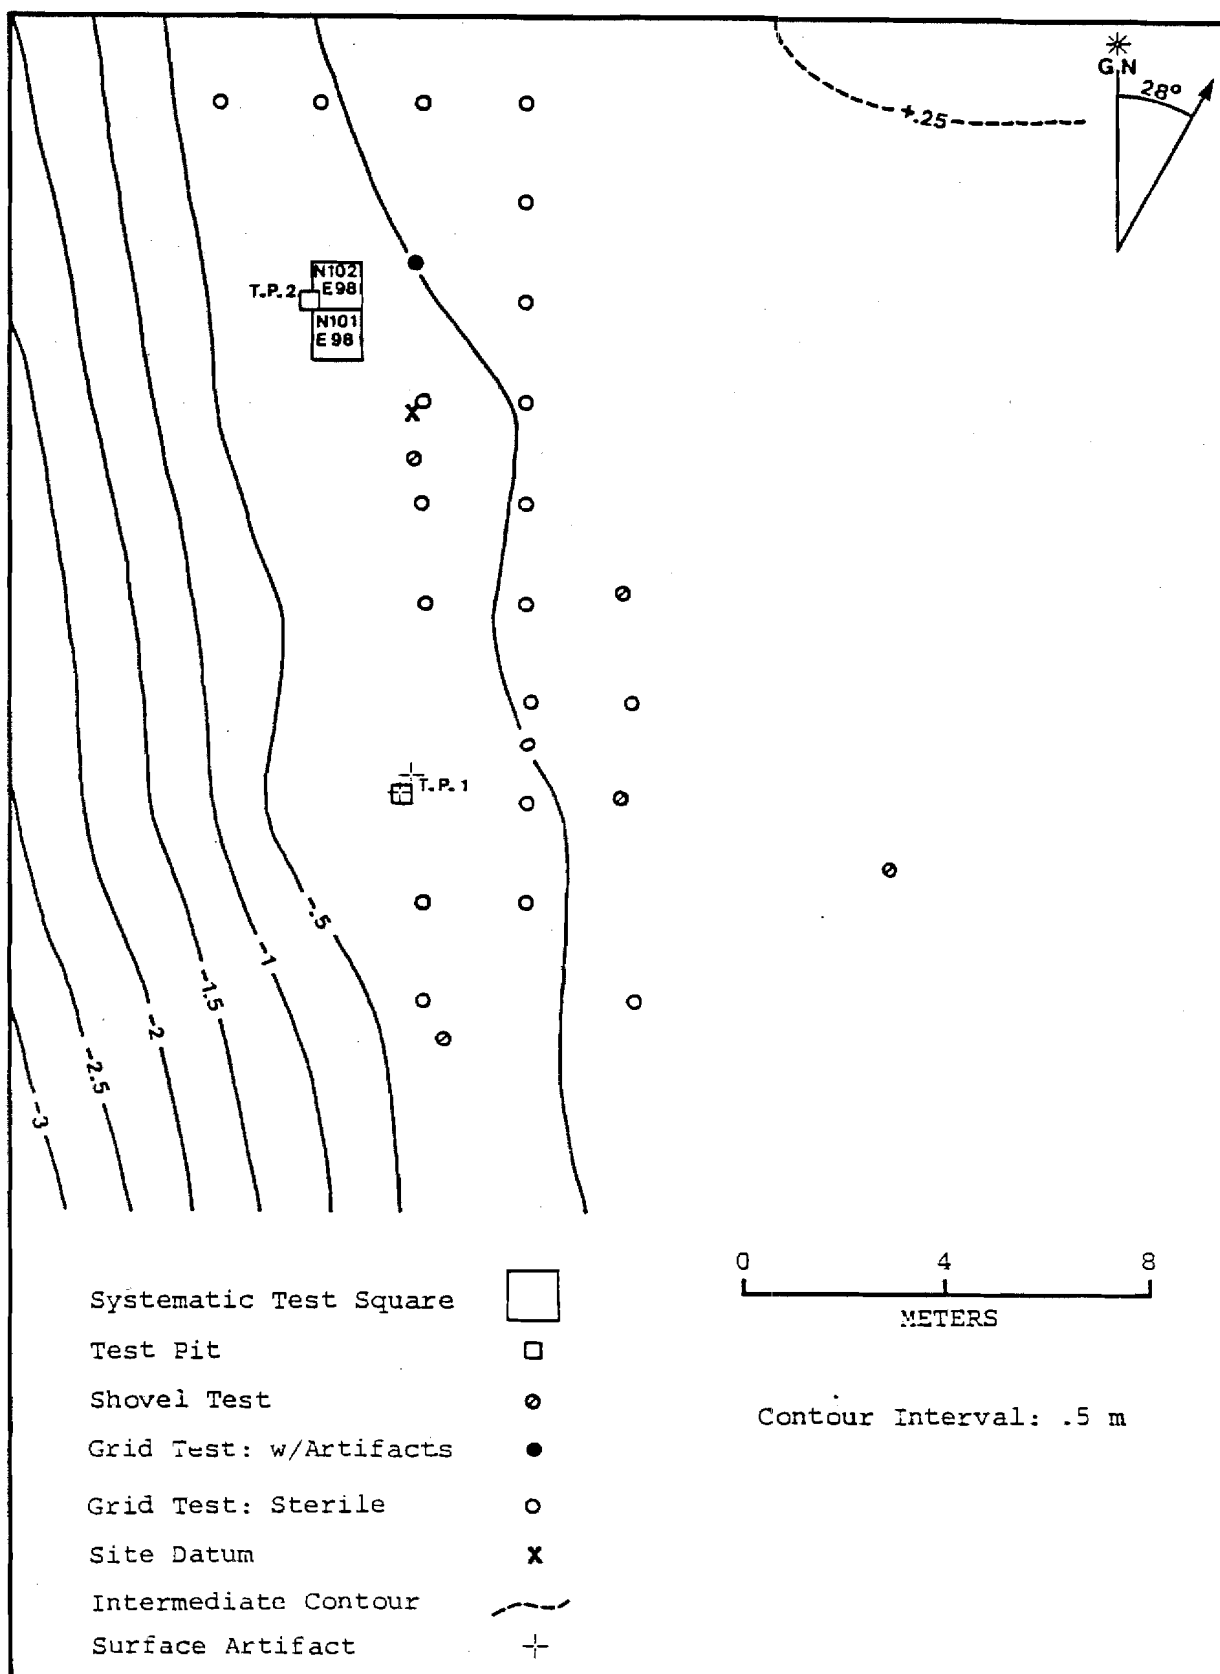 G.N
28°
+.25
T.P.2
N102
E98
N101
E98
X
T.P.1
-.5
-1
-1.5
-2
-2.5
-3
0 4 8
METERS
Contour Interval: .5 m
Systematic Test Square
Test Pit
Shovel Test
Grid Test: w/Artifacts
Grid Test: Sterile
Site Datum X
Intermediate Contour
Surface Artifact